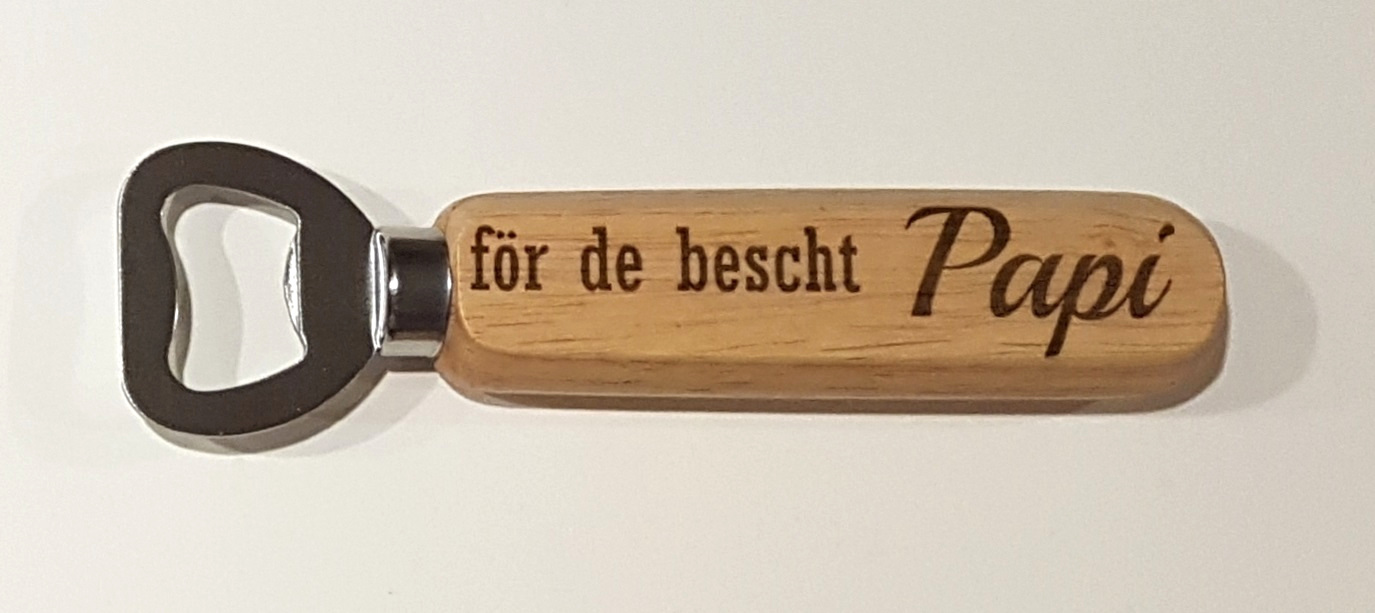 för de bescht Papi